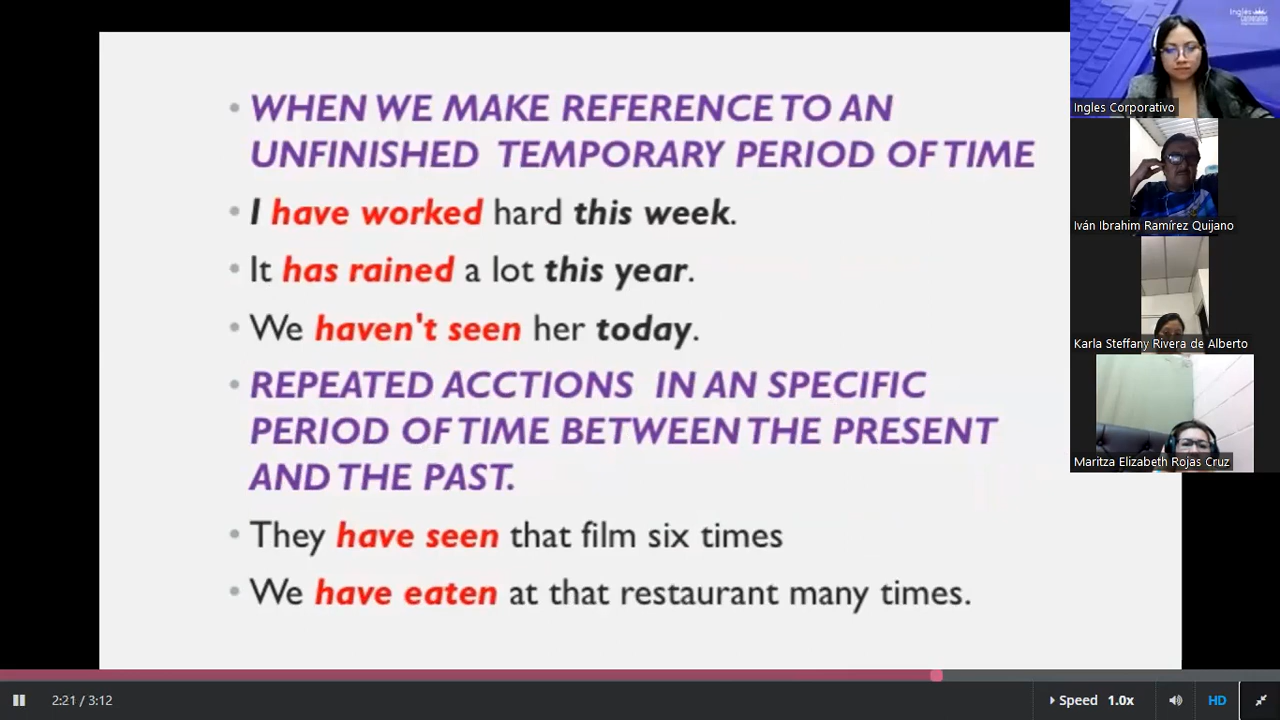 WHEN WE MAKE REFERENCE TO AN
UNFINISHED TEMPORARY PERIOD OF TIME
I have worked hard this week.
It has rained a lot this year.
We haven't seen her today.
REPEATED ACCTIONS IN AN SPECIFIC
PERIOD OF TIME BETWEEN THE PRESENT
AND THE PAST.
They have seen that film six times
We have eaten at that restaurant many times.
Ingles Corporativo
Iván Ibrahim Ramírez Quijano
Karla Steffany Rivera de Alberto
Maritza Elizabeth Rojas Cruz
2:21 / 3:12
Speed 1.0x
HD